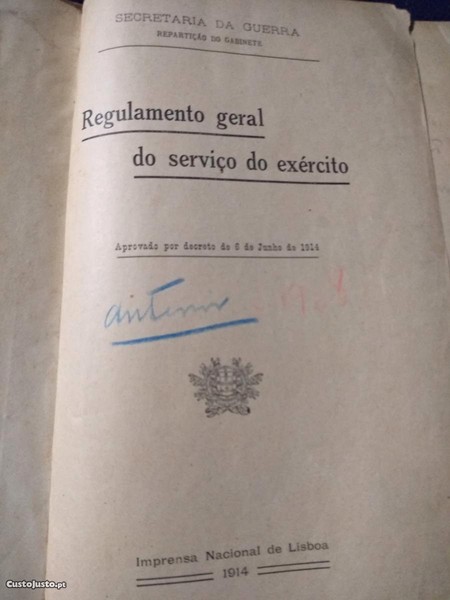 SECRETARIA DA GUERRA
REPARTIÇÃO DO GABINETE
Regulamento geral
do serviço do exército
Aprovado por decreto de 6 de Junho de 1914
Imprensa Nacional de Lisboa
1914
CustoJusto.pt